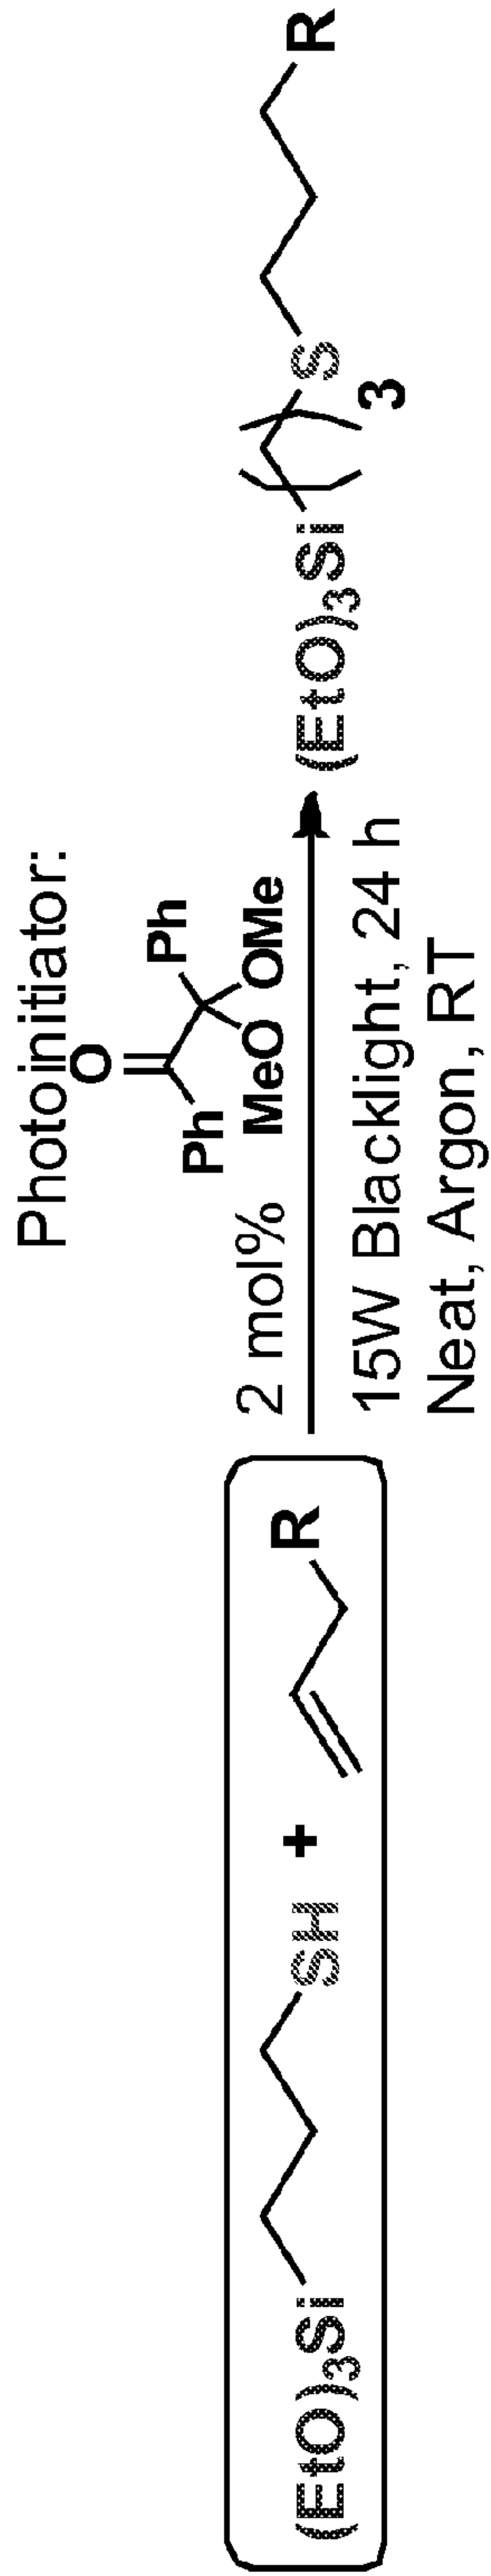 Photoinitiator:
O
Ph
Ph
MeO OMe
2 mol%
(EtO)3Si
SH
+
R
15W Blacklight, 24 h
Neat, Argon, RT
(EtO)3Si
( )
3
S
R